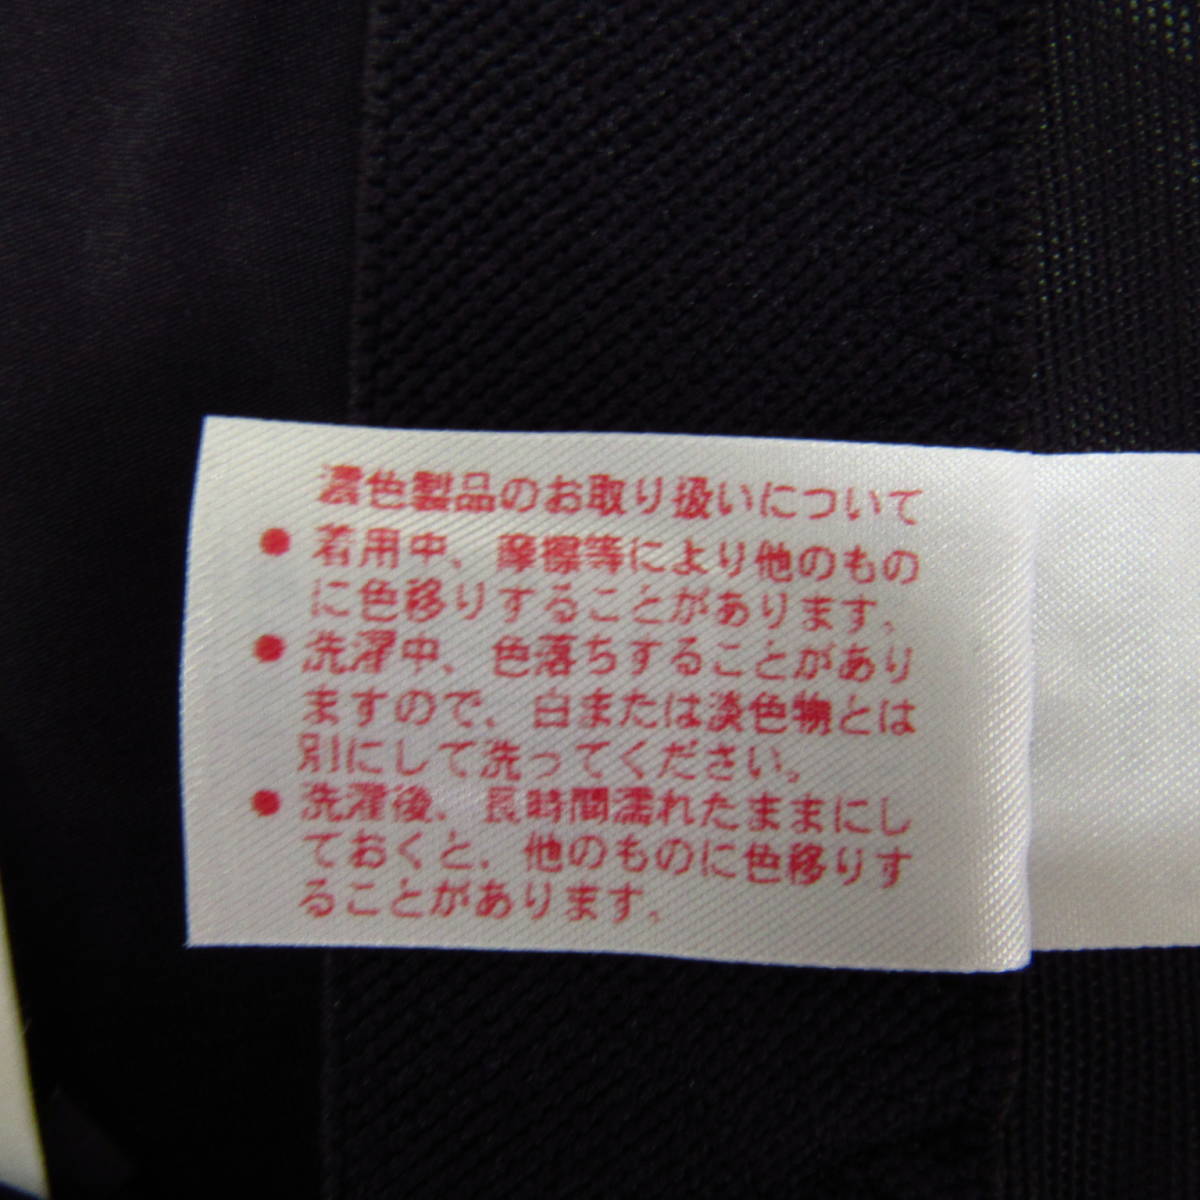 濃色製品のお取り扱いについて
● 着用中、摩擦等により他のもの
に色移りすることがあります。
● 洗濯中、色落ちすることがあり
ますので、白または淡色物とは
別にして洗ってください。
● 洗濯後、長時間濡れたままにし
ておくと、他のものに色移りす
ることがあります。